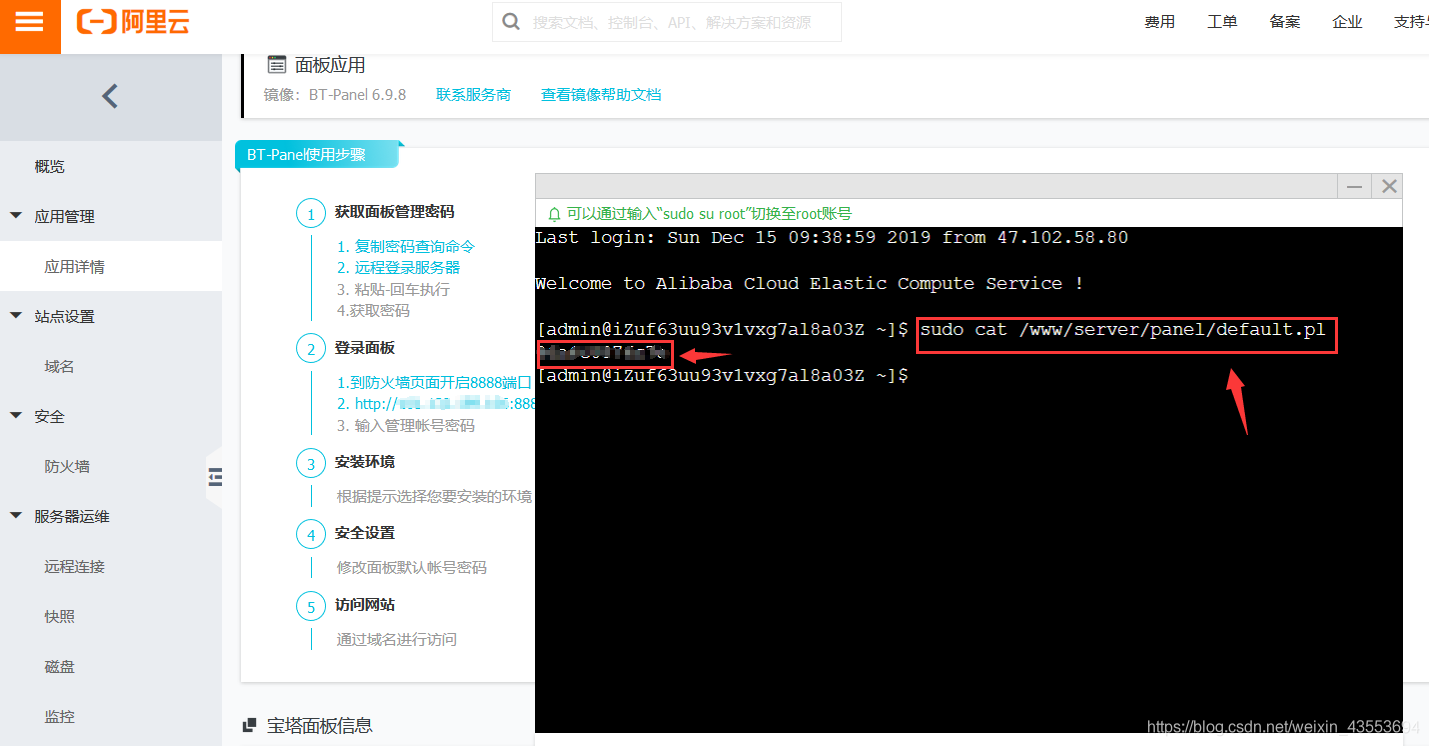 阿里云
搜索文档、控制台、API、解决方案和资源
费用 工单 备案 企业 支持
面板应用
镜像：BT-Panel 6.9.8 联系服务商 查看镜像帮助文档
概览
应用管理
应用详情
站点设置
域名
安全
防火墙
服务器运维
远程连接
快照
磁盘
监控
BT-Panel使用步骤
1 获取面板管理密码
1. 复制密码查询命令
2. 远程登录服务器
3. 粘贴-回车执行
4.获取密码
2 登录面板
1.到防火墙页面开启8888端口
2. http:// :888
3. 输入管理帐号密码
3 安装环境
根据提示选择您要安装的环境
4 安全设置
修改面板默认帐号密码
5 访问网站
通过域名进行访问
宝塔面板信息
可以通过输入“sudo su root”切换至root账号
Last login: Sun Dec 15 09:38:59 2019 from 47.102.58.80
Welcome to Alibaba Cloud Elastic Compute Service !
[admin@iZuf63uu93v1vxg7al8a03Z ~]$ sudo cat /www/server/panel/default.pl
[admin@iZuf63uu93v1vxg7al8a03Z ~]$
https://blog.csdn.net/weixin_43553694